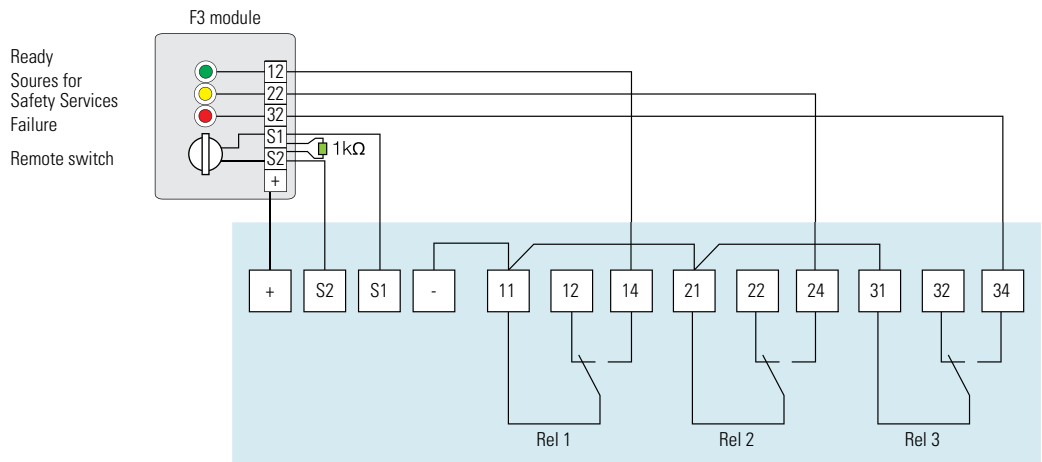 F3 module
Ready
Soures for
Safety Services
Failure
Remote switch
12
22
32
S1
S2
+
1kΩ
+
S2
S1
-
11
12
14
21
22
24
31
32
34
Rel 1
Rel 2
Rel 3